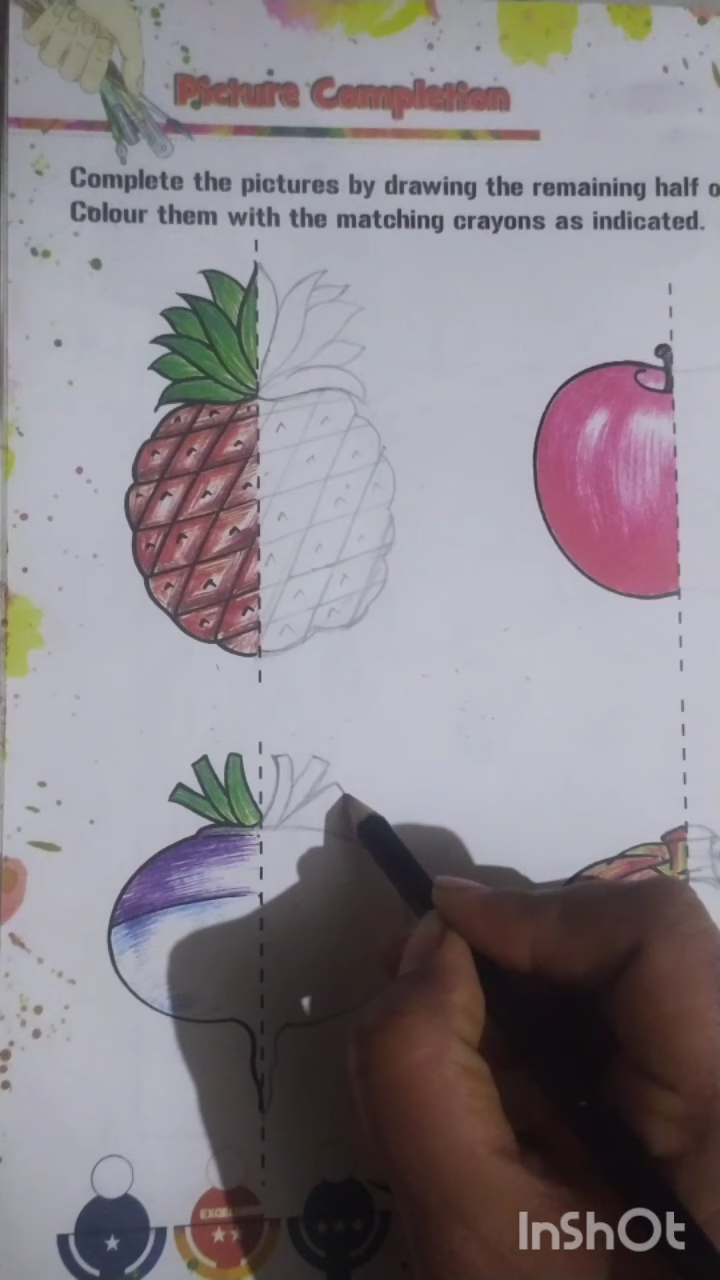 Picture Completion
Complete the pictures by drawing the remaining half
Colour them with the matching crayons as indicated.
InShOt